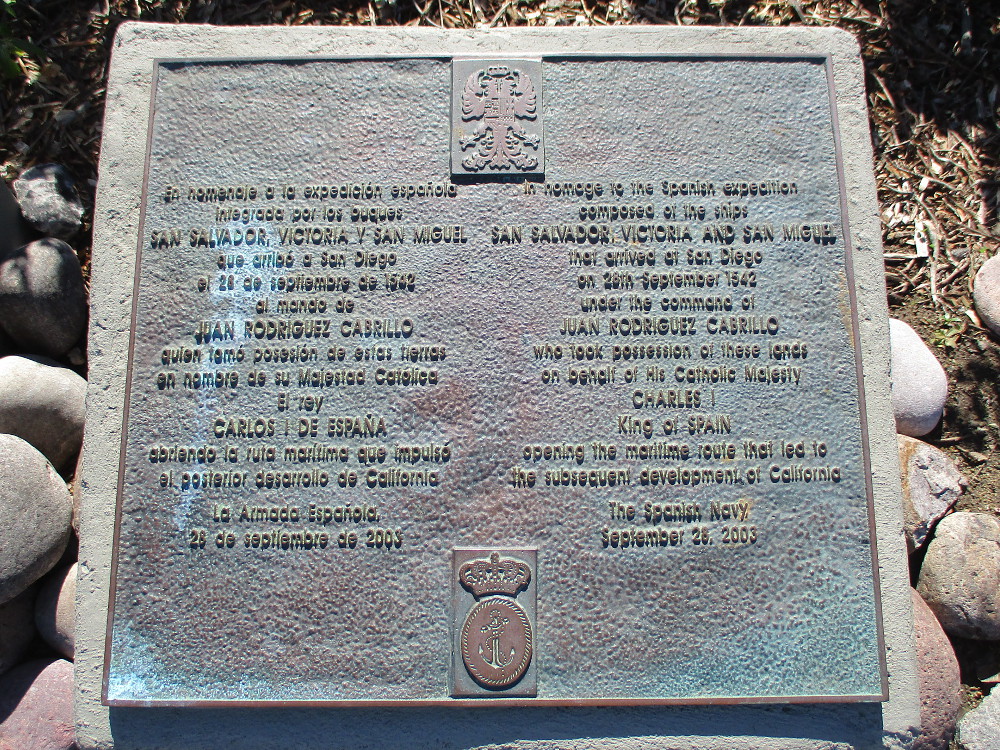 En homenaje a la expedición española
integrada por los buques
SAN SALVADOR, VICTORIA Y SAN MIGUEL
que arribó a San Diego
el 28 de septiembre de 1542
al mando de
JUAN RODRIGUEZ CABRILLO
quien tomó posesión de estas tierras
en nombre de su Majestad Católica
El rey
CARLOS I DE ESPAÑA
abriendo la ruta marítima que impulsó
el posterior desarrollo de California
La Armada Española,
28 de septiembre de 2003
In homage to the Spanish expedition
composed of the ships
SAN SALVADOR, VICTORIA AND SAN MIGUEL
that arrived at San Diego
on 28th September 1542
under the command of
JUAN RODRIGUEZ CABRILLO
who took possession of these lands
on behalf of His Catholic Majesty
CHARLES I
King of SPAIN
opening the maritime route that led to
the subsequent development of California
The Spanish Navy
September 28, 2003